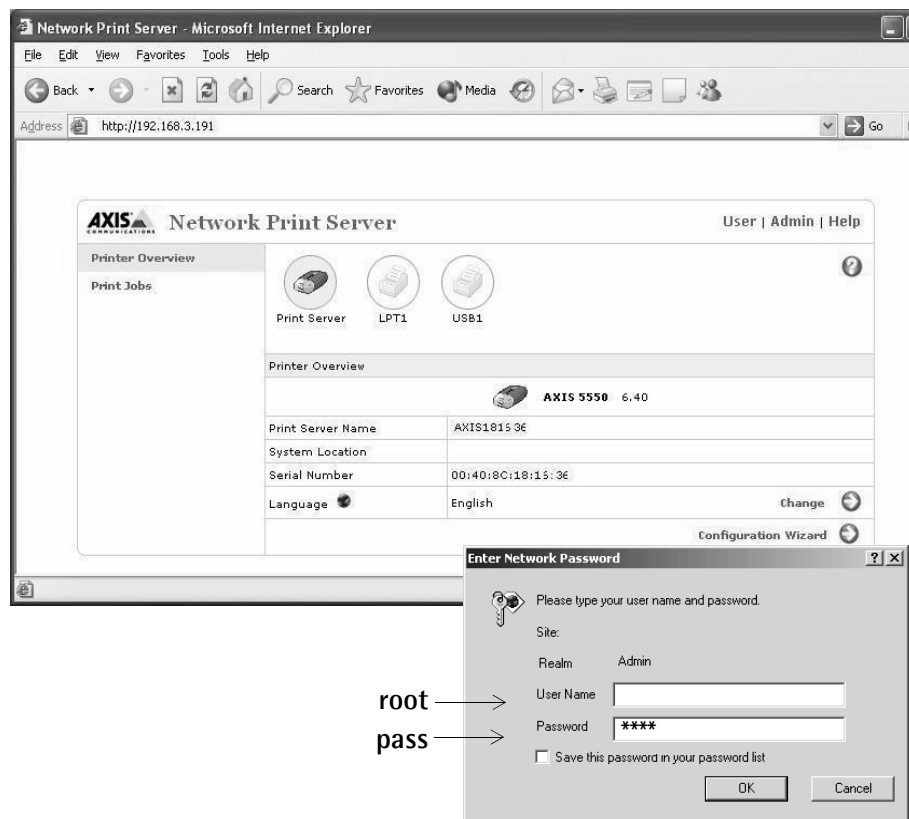 Network Print Server - Microsoft Internet Explorer
File Edit View Favorites Tools Help
Back Search Favorites Media
Address http://192.168.3.191 Go
AXIS COMMUNICATIONS Network Print Server User | Admin | Help
Printer Overview
Print Jobs
Print Server LPT1 USB1
Printer Overview
AXIS 5550 6.40
Print Server Name AXIS181536
System Location
Serial Number 00:40:8C:18:15:36
Language English Change
Configuration Wizard
Enter Network Password
Please type your user name and password.
Site:
Realm Admin
root User Name
pass Password ****
Save this password in your password list
OK Cancel